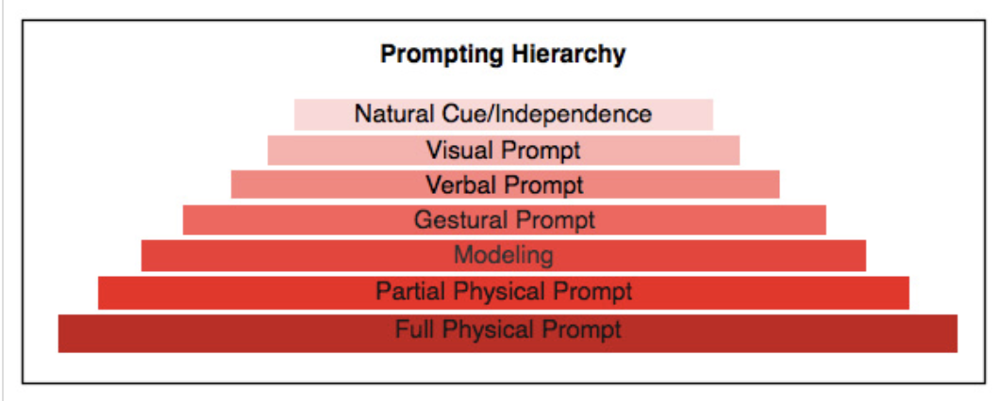 Prompting Hierarchy
Natural Cue/Independence
Visual Prompt
Verbal Prompt
Gestural Prompt
Modeling
Partial Physical Prompt
Full Physical Prompt